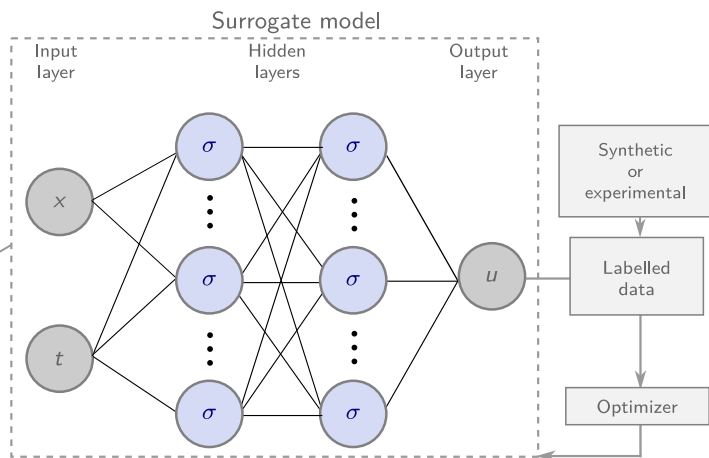 Surrogate model
Input
layer
Hidden
layers
Output
layer
σ
σ
Synthetic
or
experimental
x
σ
σ
u
Labelled
data
t
σ
σ
Optimizer